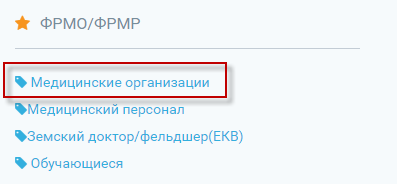 ФРМО/ФРМР
Медицинские организации
Медицинский персонал
Земский доктор/фельдшер(ЕКВ)
Обучающиеся